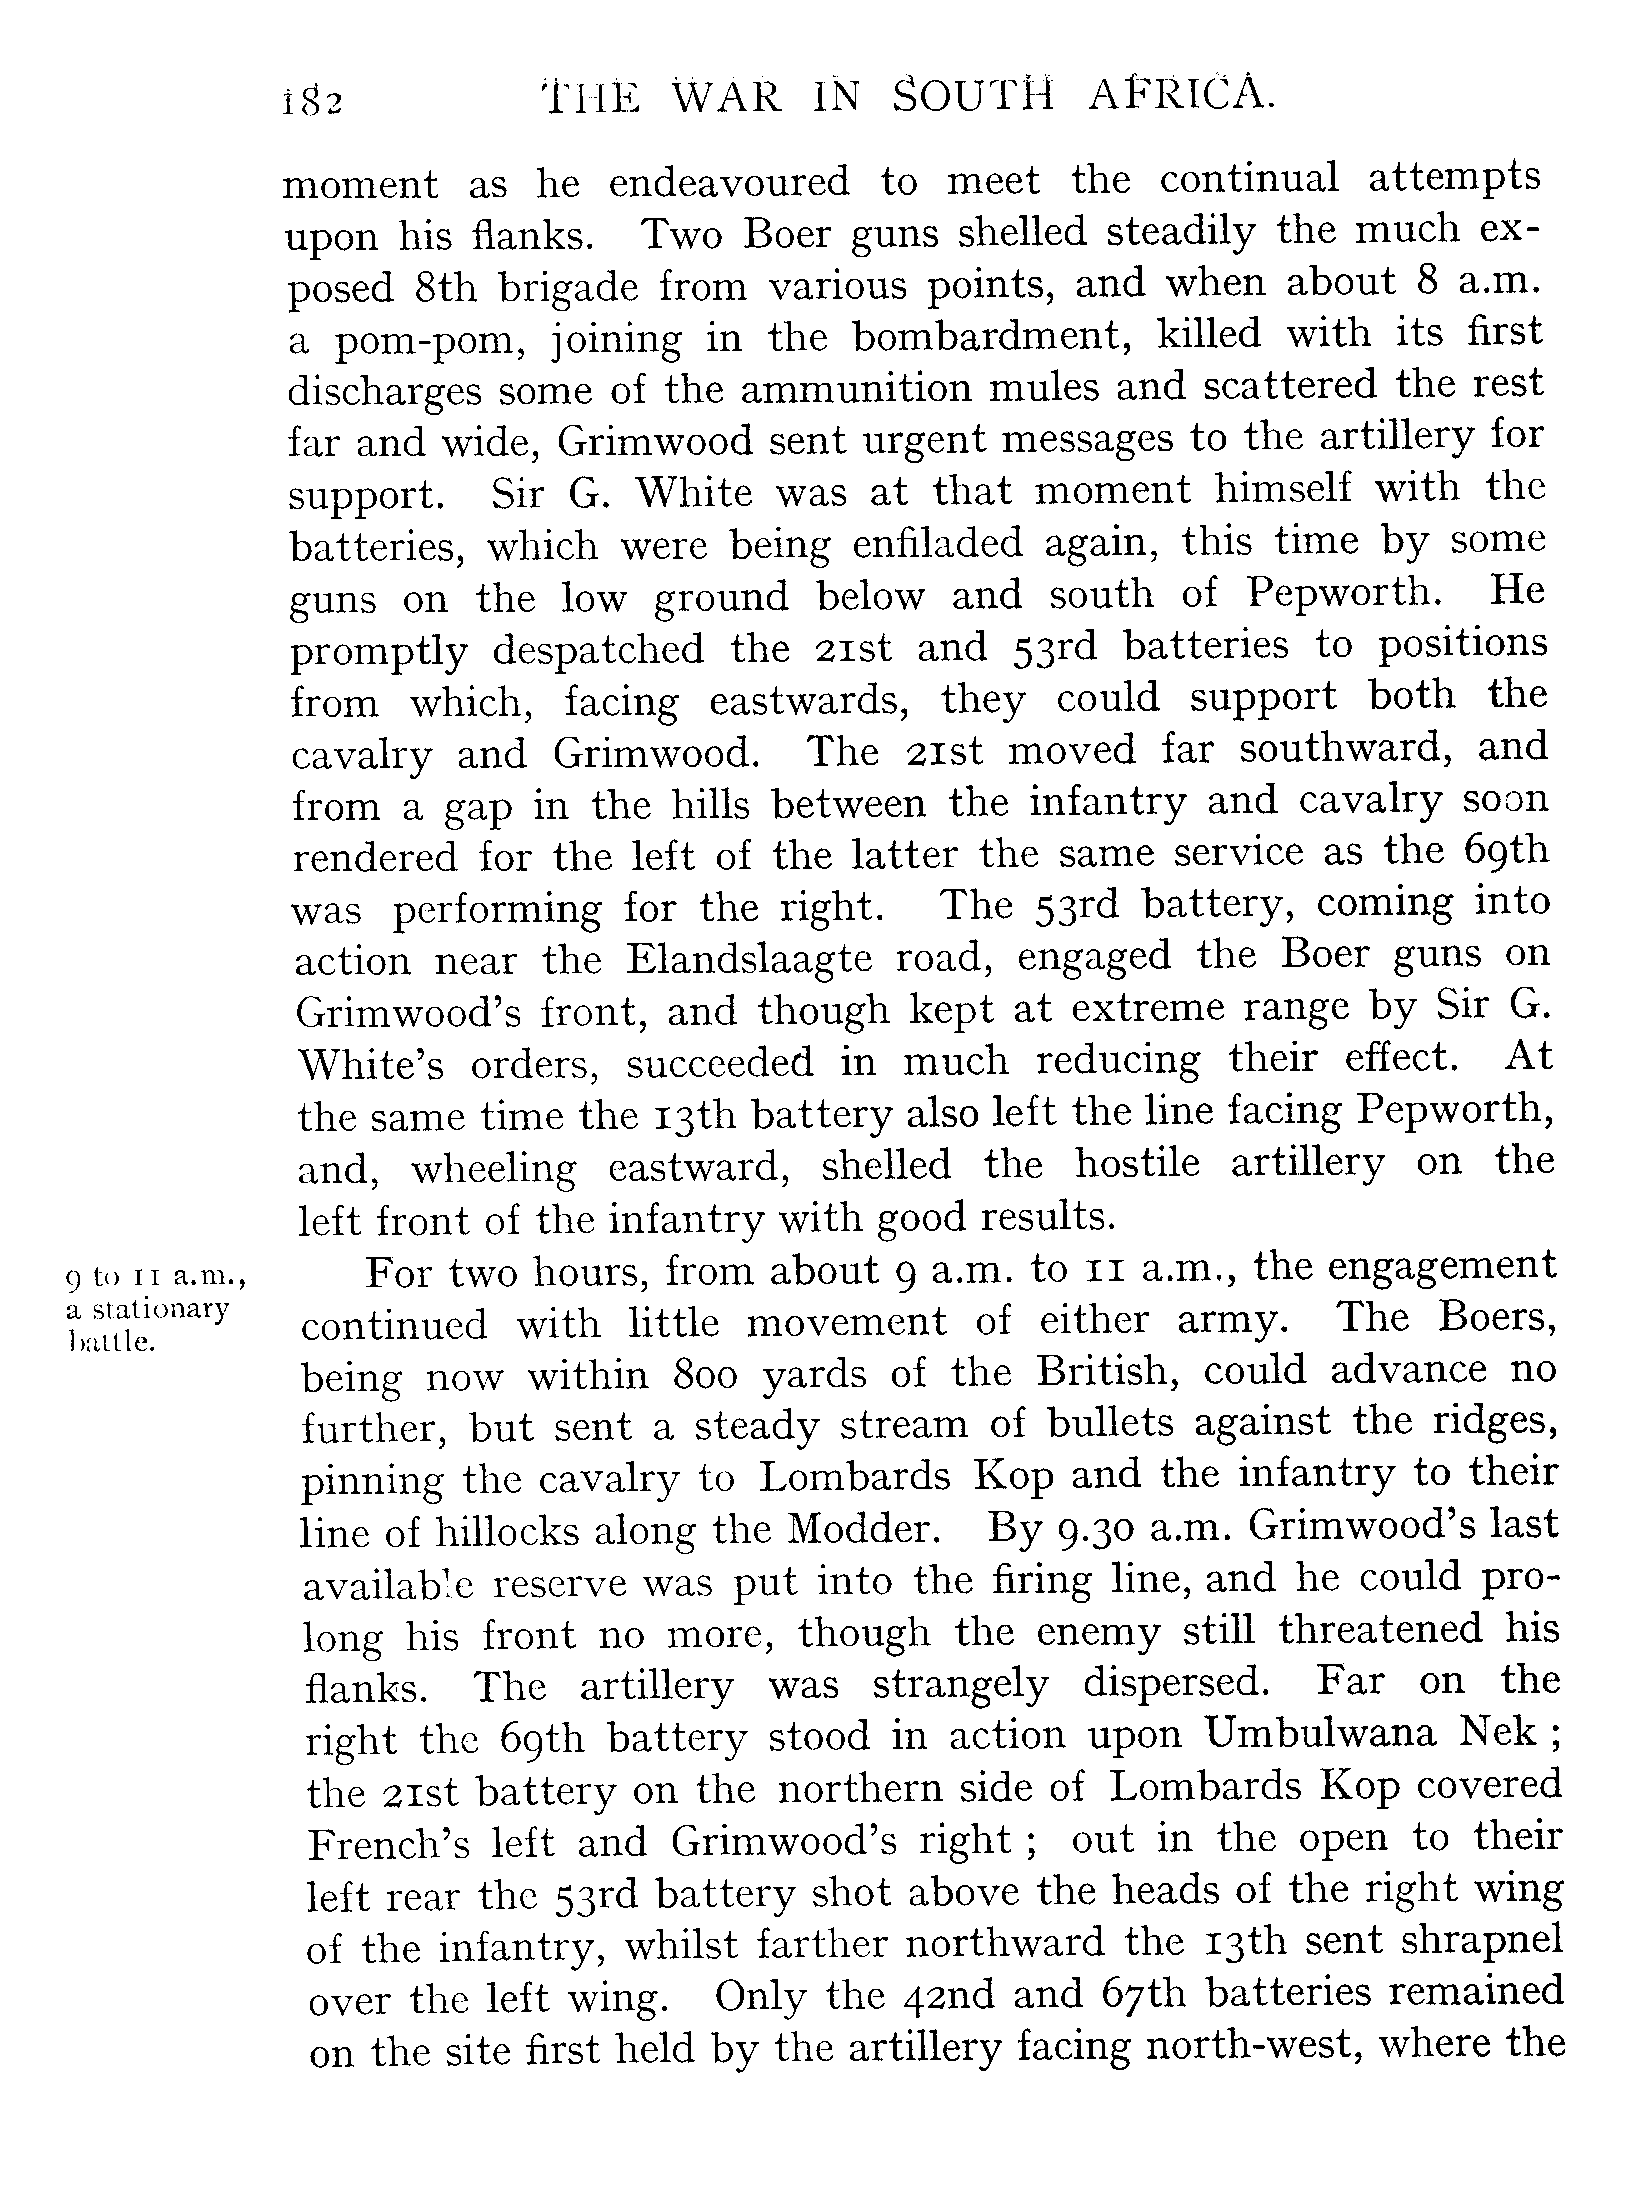 182 THE WAR IN SOUTH AFRICA.
moment as he endeavoured to meet the continual attempts
upon his flanks. Two Boer guns shelled steadily the much ex-
posed 8th brigade from various points, and when about 8 a.m.
a pom-pom, joining in the bombardment, killed with its first
discharges some of the ammunition mules and scattered the rest
far and wide, Grimwood sent urgent messages to the artillery for
support. Sir G. White was at that moment himself with the
batteries, which were being enfiladed again, this time by some
guns on the low ground below and south of Pepworth. He
promptly despatched the 21st and 53rd batteries to positions
from which, facing eastwards, they could support both the
cavalry and Grimwood. The 21st moved far southward, and
from a gap in the hills between the infantry and cavalry soon
rendered for the left of the latter the same service as the 69th
was performing for the right. The 53rd battery, coming into
action near the Elandslaagte road, engaged the Boer guns on
Grimwood's front, and though kept at extreme range by Sir G.
White's orders, succeeded in much reducing their effect. At
the same time the 13th battery also left the line facing Pepworth,
and, wheeling eastward, shelled the hostile artillery on the
left front of the infantry with good results.
9 to 11 a.m.,
a stationary
battle.
For two hours, from about 9 a.m. to 11 a.m., the engagement
continued with little movement of either army. The Boers,
being now within 800 yards of the British, could advance no
further, but sent a steady stream of bullets against the ridges,
pinning the cavalry to Lombards Kop and the infantry to their
line of hillocks along the Modder. By 9.30 a.m. Grimwood's last
available reserve was put into the firing line, and he could pro-
long his front no more, though the enemy still threatened his
flanks. The artillery was strangely dispersed. Far on the
right the 69th battery stood in action upon Umbulwana Nek ;
the 21st battery on the northern side of Lombards Kop covered
French's left and Grimwood's right ; out in the open to their
left rear the 53rd battery shot above the heads of the right wing
of the infantry, whilst farther northward the 13th sent shrapnel
over the left wing. Only the 42nd and 67th batteries remained
on the site first held by the artillery facing north-west, where the